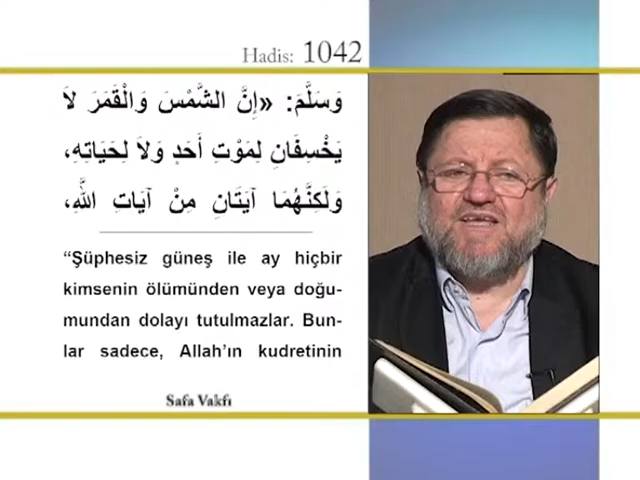 Hadis: 1042
وَسَلَّمَ: «إِنَّ الشَّمْسَ وَالْقَمَرَ لاَ
يَخْسِفَانِ لِمَوْتِ أَحَدٍ وَلاَ لِحَيَاتِهِ،
وَلَكِنَّهُمَا آيَتَانِ مِنْ آيَاتِ اللَّهِ،
“Şüphesiz güneş ile ay hiçbir
kimsenin ölümünden veya doğu-
mundan dolayı tutulmazlar. Bun-
lar sadece, Allah’ın kudretinin
Safa Vakfı